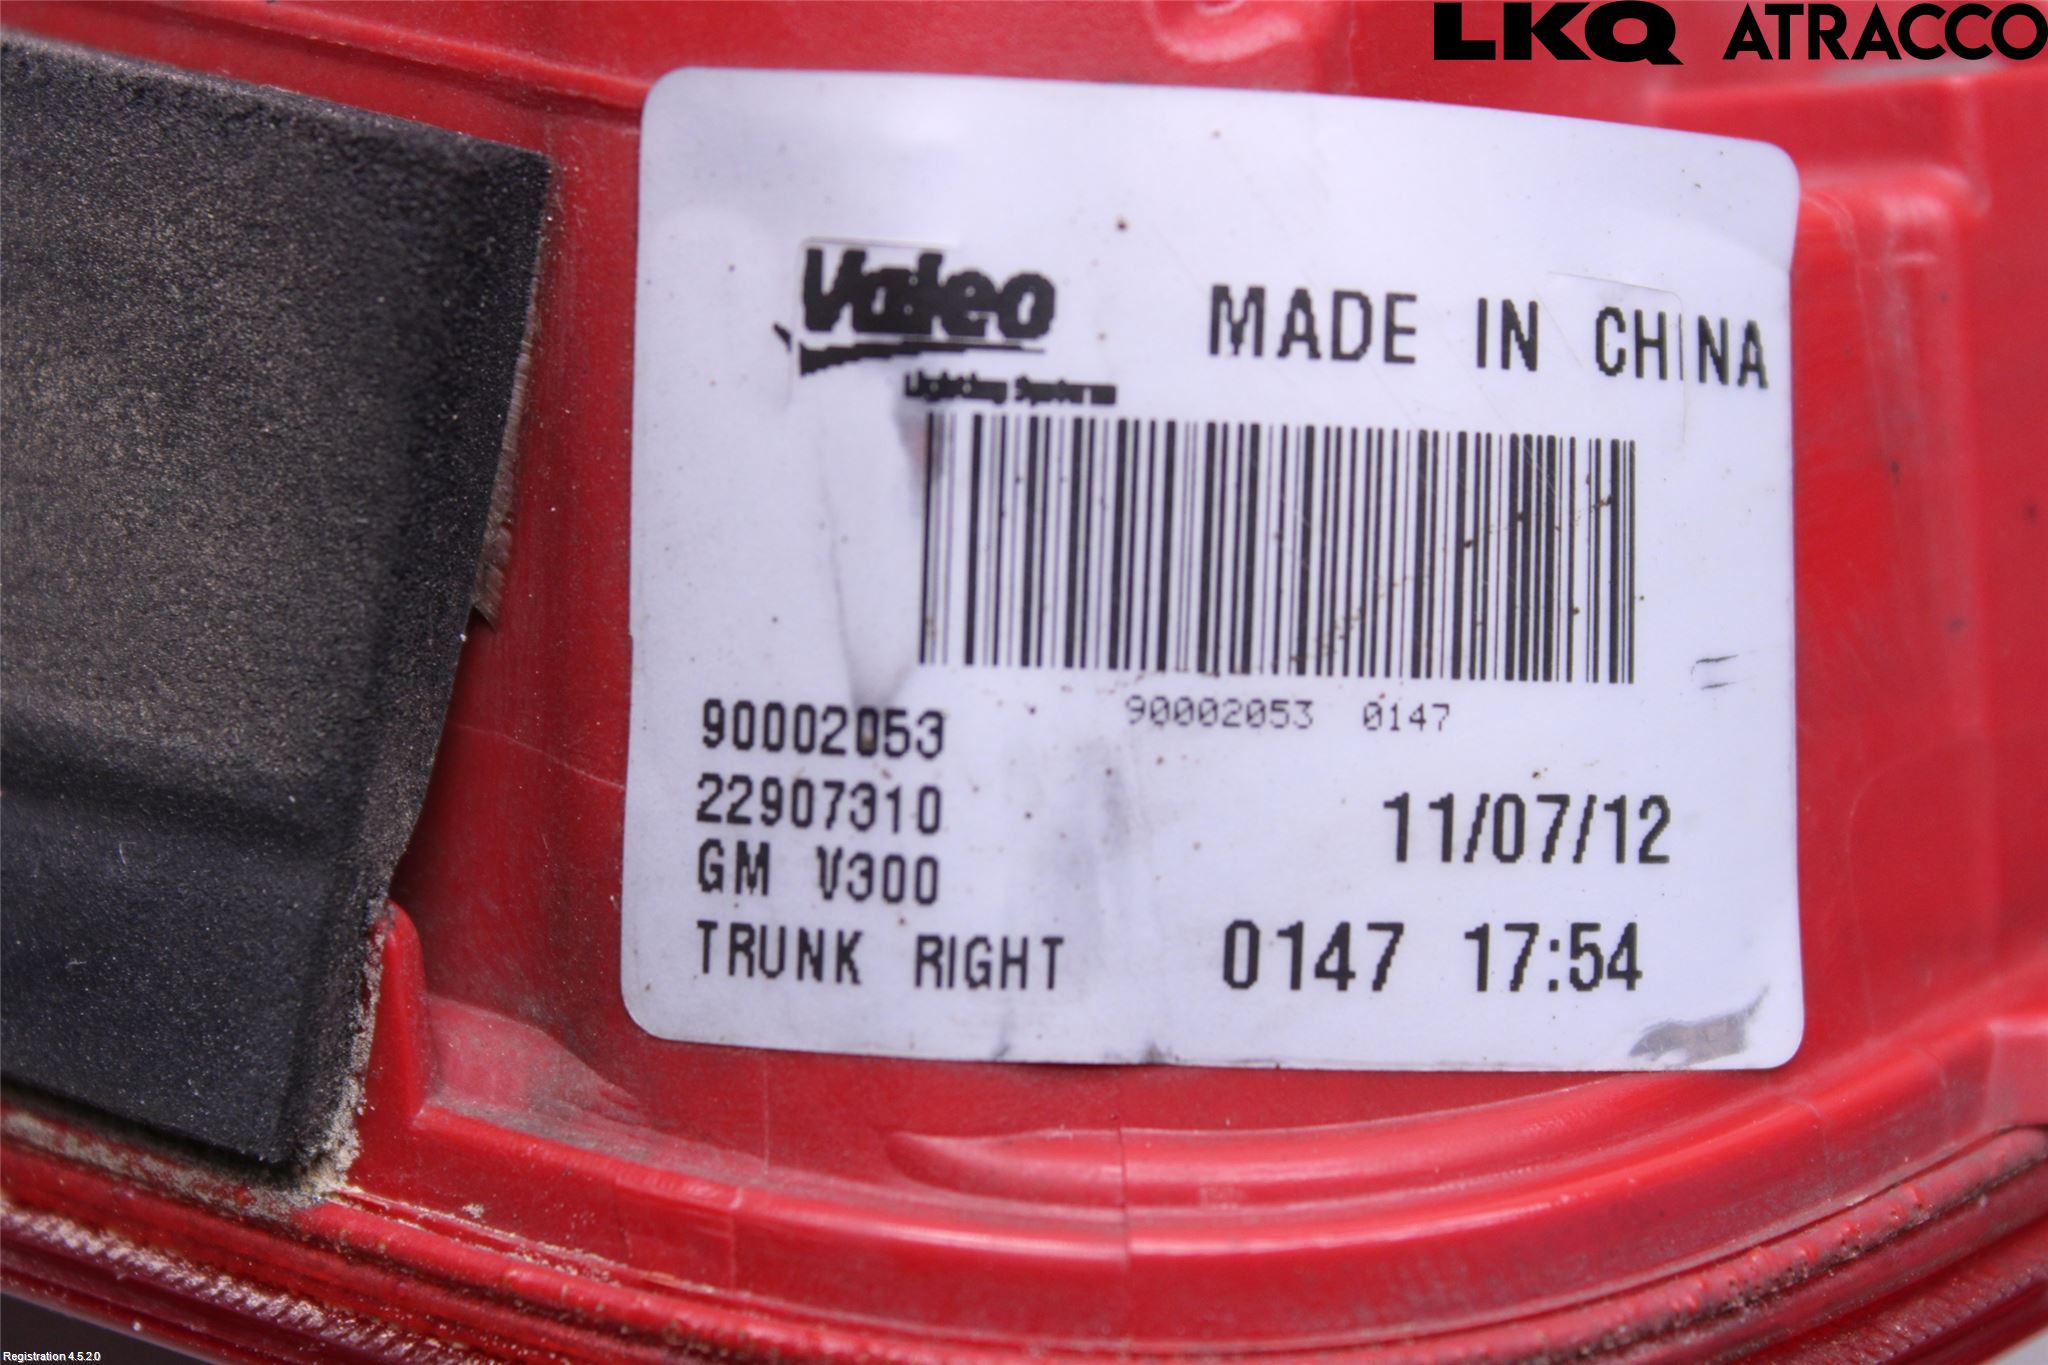 LKQ ATRACCO
Valeo
Lighting Systems
MADE IN CHINA
90002053 0147
90002053
22907310
GM V300
TRUNK RIGHT
11/07/12
0147 17:54
Registration 4.5.2.0